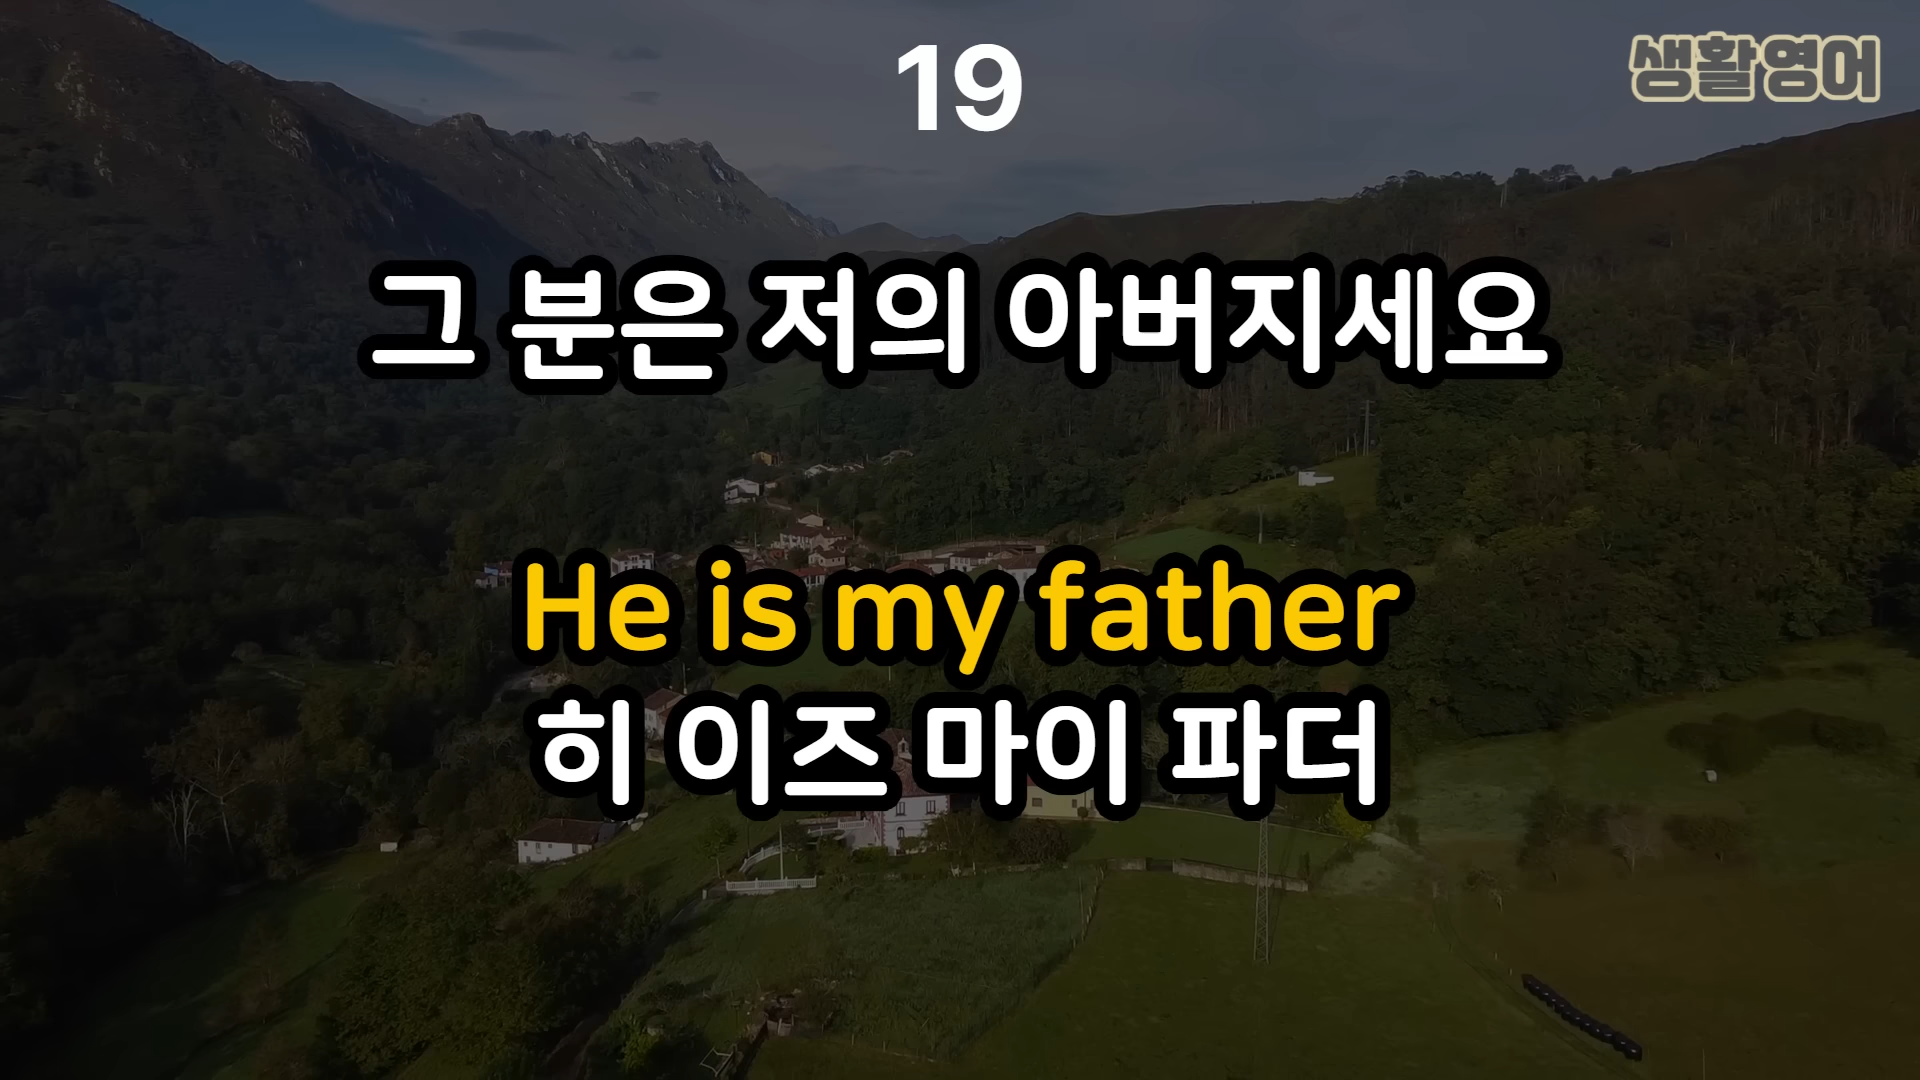 19
생활영어
그 분은 저의 아버지세요
He is my father
히 이즈 마이 파더